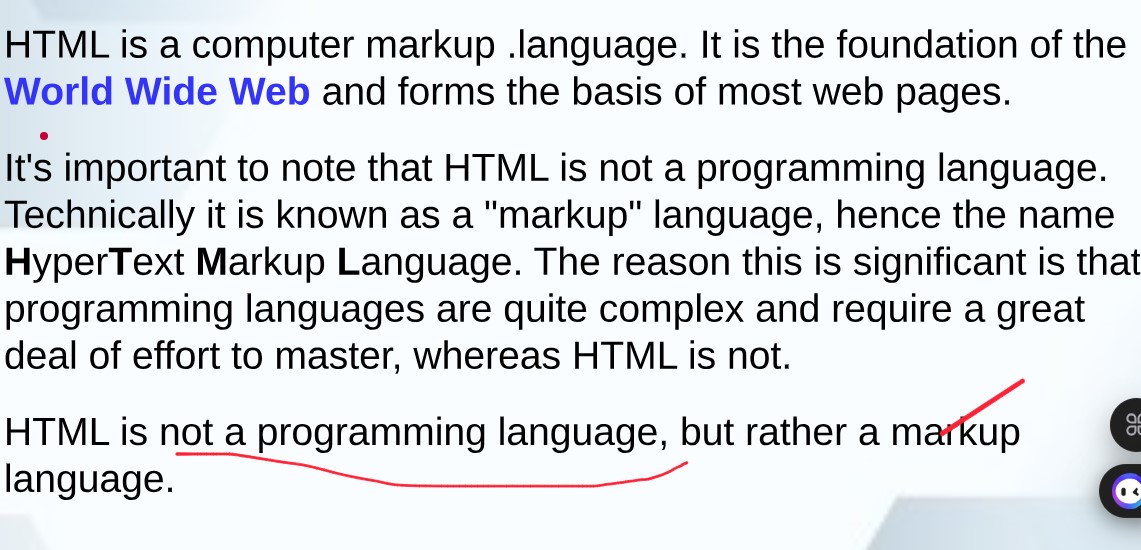 HTML is a computer markup .language. It is the foundation of the
World Wide Web and forms the basis of most web pages.
It's important to note that HTML is not a programming language.
Technically it is known as a "markup" language, hence the name
HyperText Markup Language. The reason this is significant is that
programming languages are quite complex and require a great
deal of effort to master, whereas HTML is not.
HTML is not a programming language, but rather a markup
language.